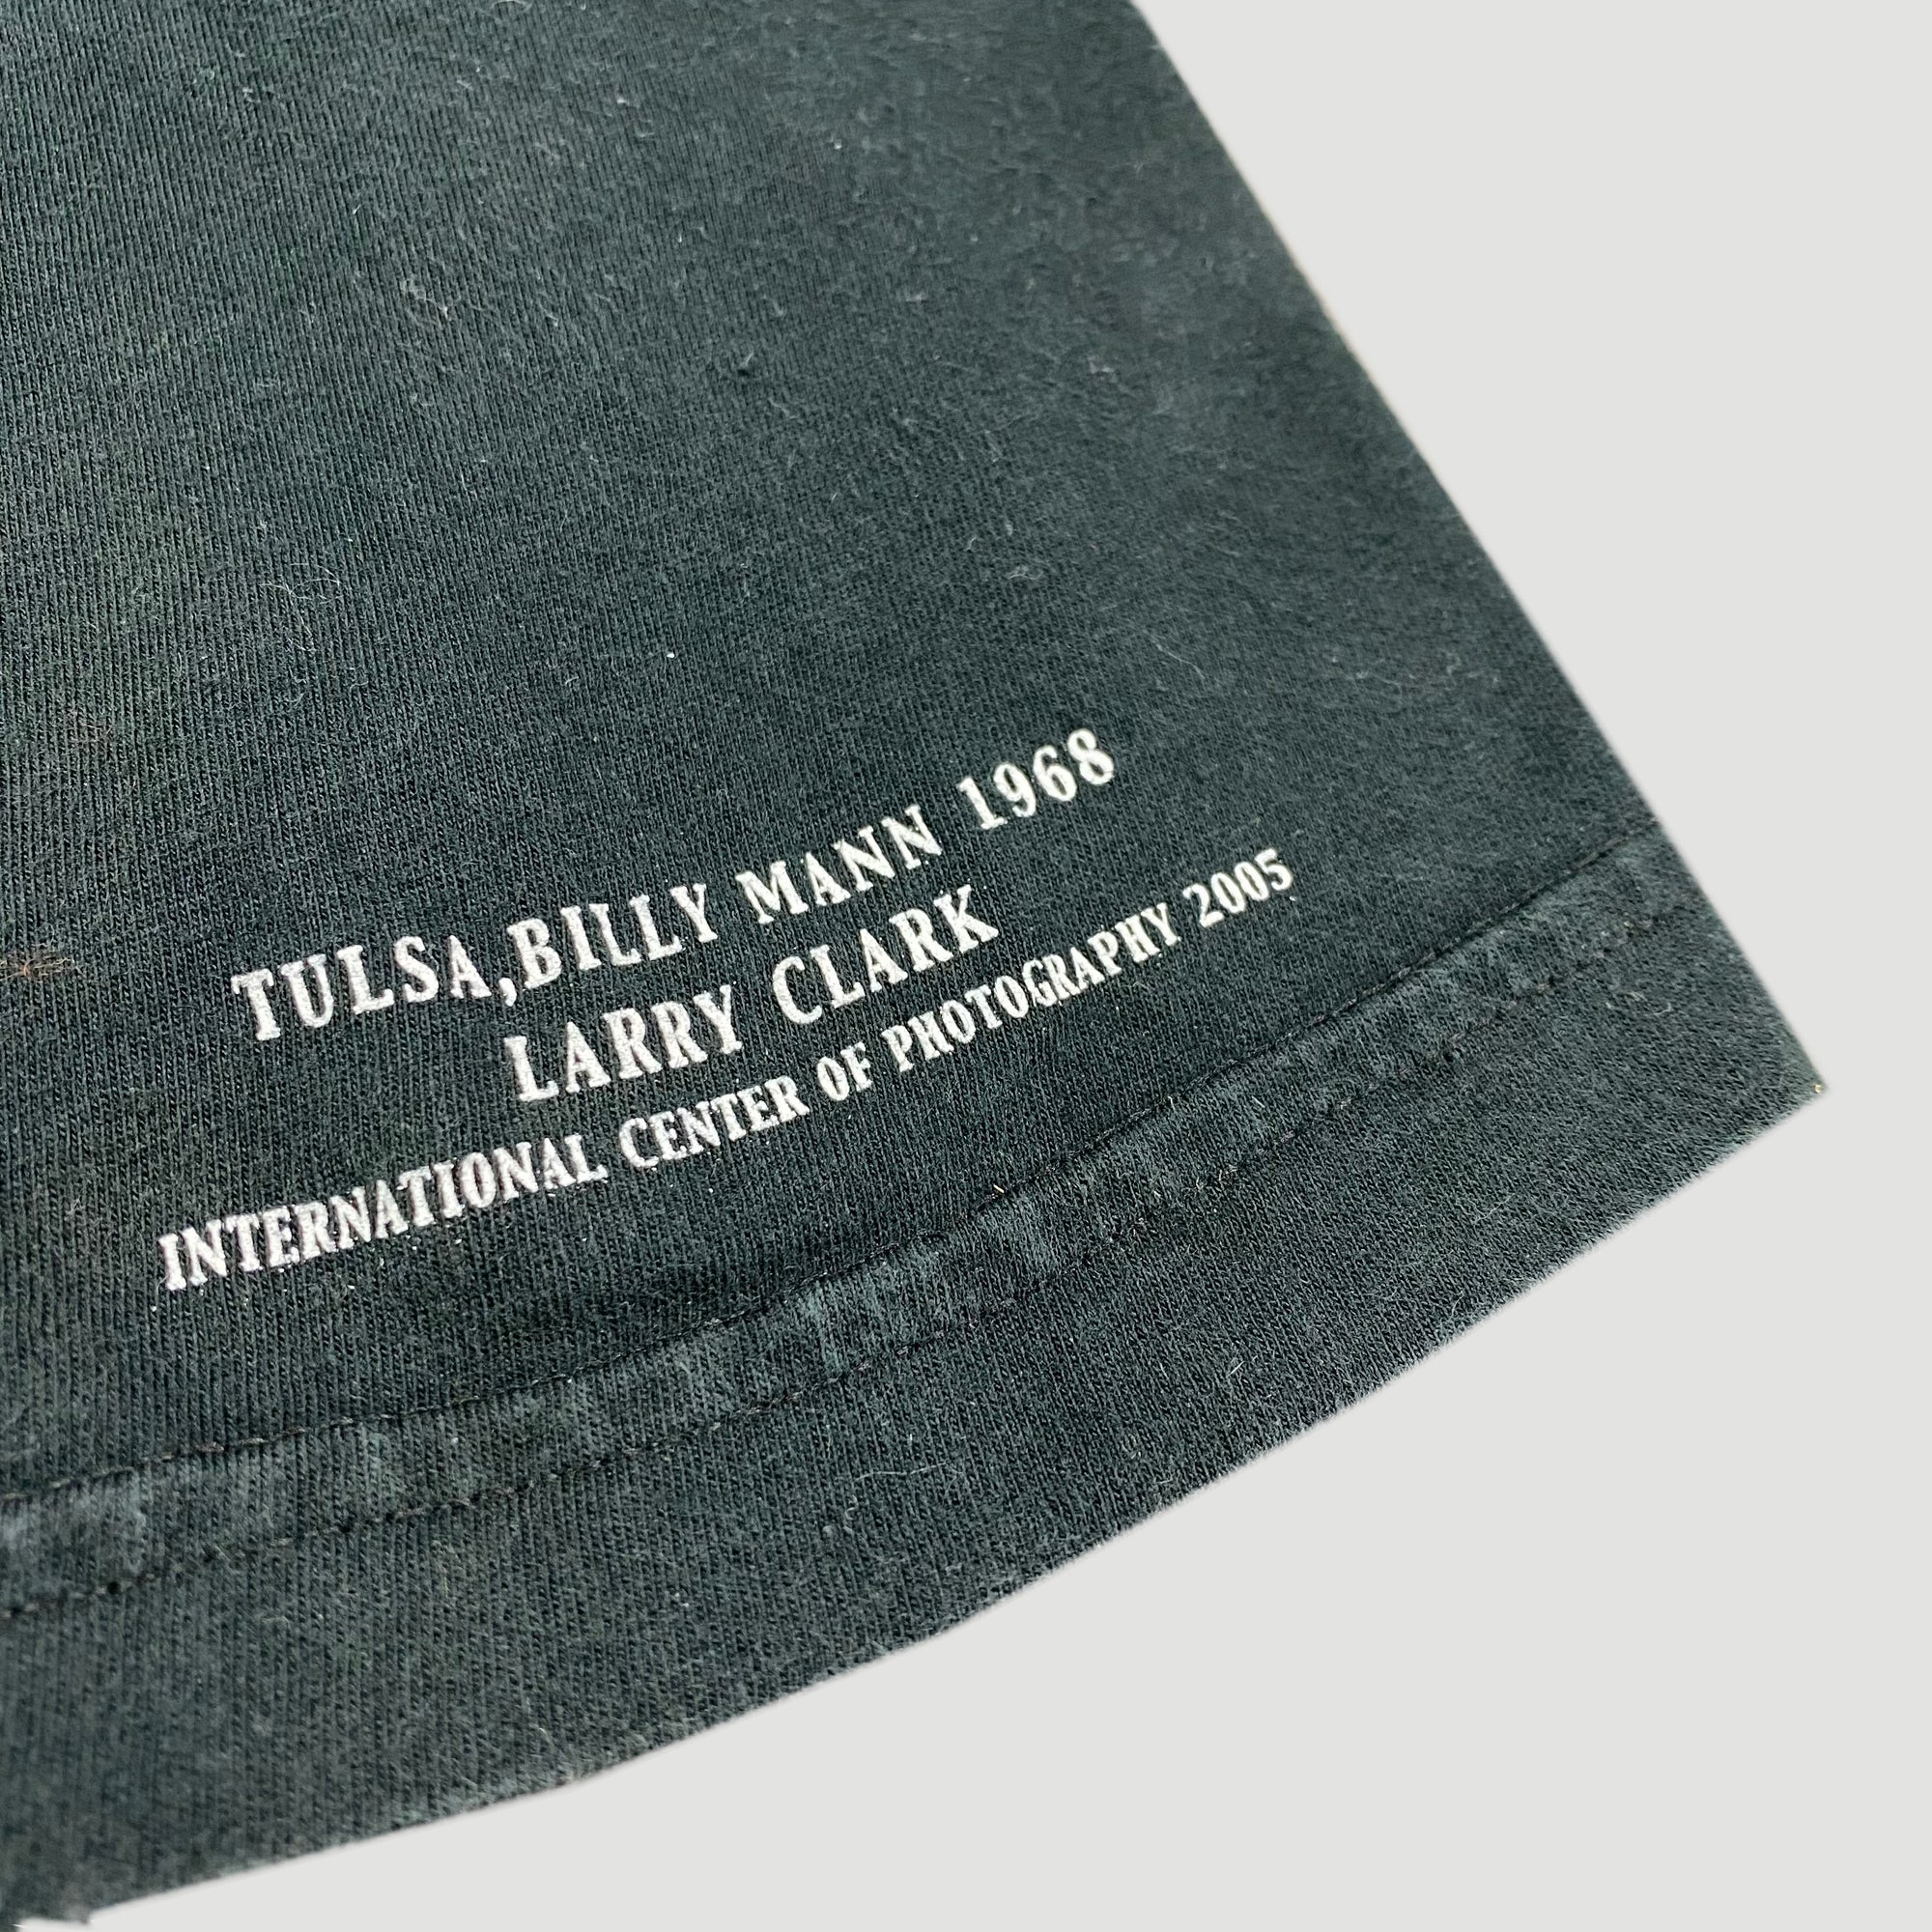 TULSA,BILLY MANN 1968
LARRY CLARK
INTERNATIONAL CENTER OF PHOTOGRAPHY 2005